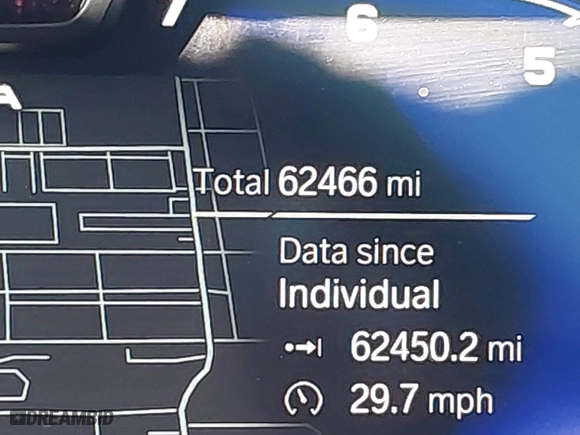 6
5
A
Total 62466 mi
Data since
Individual
62450.2 mi
29.7 mph
DREAMBID